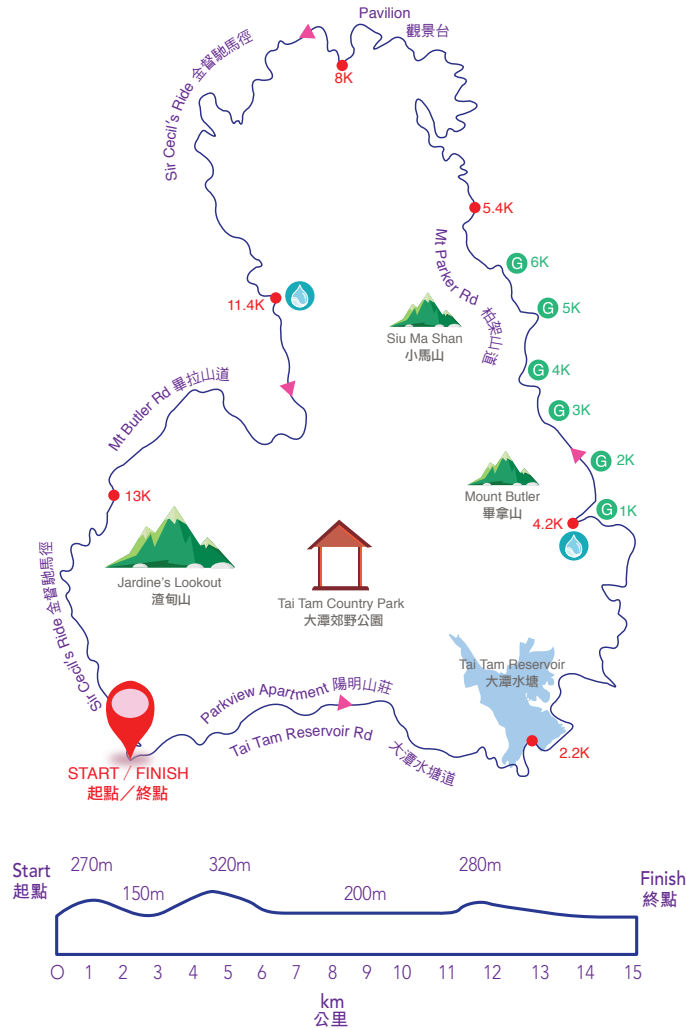 Pavilion
觀景台
Sir Cecil's Ride 金督馳馬徑
8K
5.4K
G 6K
Mt Parker Rd 柏架山道
G 5K
11.4K
Siu Ma Shan
小馬山
G 4K
Mt Butler Rd 畢拉山道
G 3K
G 2K
13K
Mount Butler
畢拿山
G 1K
4.2K
Jardine's Lookout
渣甸山
Tai Tam Country Park
大潭郊野公園
Sir Cecil's Ride 金督馳馬徑
Tai Tam Reservoir
大潭水塘
Parkview Apartment 陽明山莊
Tai Tam Reservoir Rd 大潭水塘道
2.2K
START / FINISH
起點／終點
Start
起點
270m
150m
320m
200m
280m
Finish
終點
O 1 2 3 4 5 6 7 8 9 10 11 12 13 14 15
km
公里